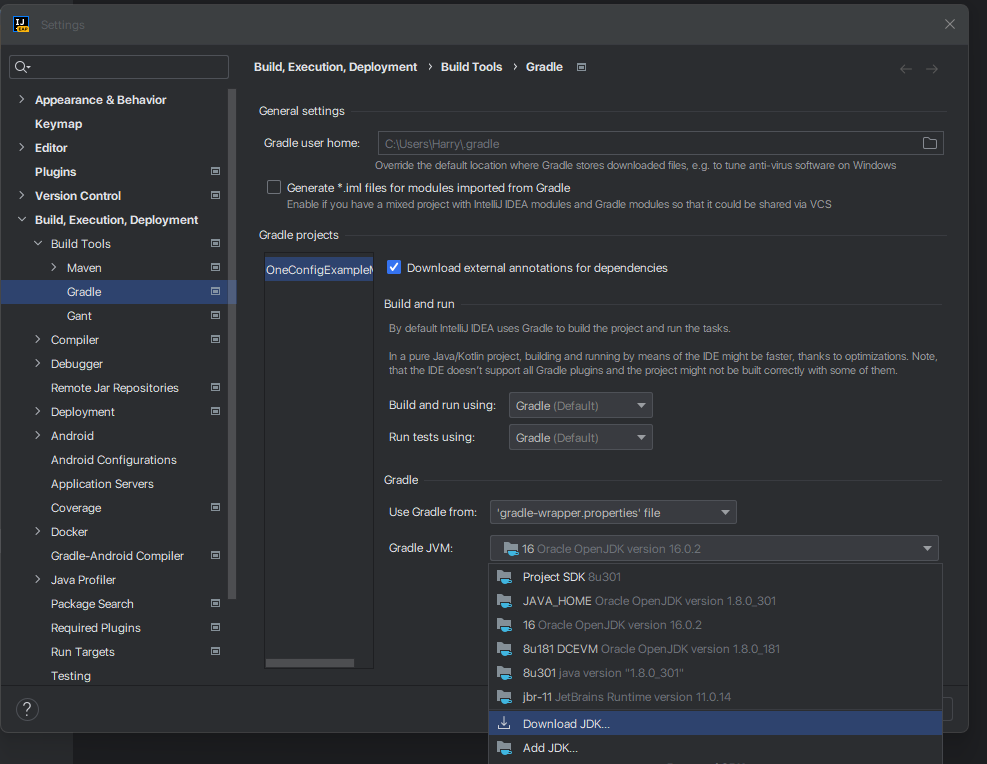 Settings
Build, Execution, Deployment › Build Tools › Gradle
Appearance & Behavior
Keymap
Editor
Plugins
Version Control
Build, Execution, Deployment
Build Tools
Maven
Gradle
Gant
Compiler
Debugger
Remote Jar Repositories
Deployment
Android
Android Configurations
Application Servers
Coverage
Docker
Gradle-Android Compiler
Java Profiler
Package Search
Required Plugins
Run Targets
Testing
?
General settings
Gradle user home: C:\Users\Harry\.gradle
Override the default location where Gradle stores downloaded files, e.g. to tune anti-virus software on Windows
Generate *.iml files for modules imported from Gradle
Enable if you have a mixed project with IntelliJ IDEA modules and Gradle modules so that it could be shared via VCS
Gradle projects
OneConfigExampleM
Download external annotations for dependencies
Build and run
By default IntelliJ IDEA uses Gradle to build the project and run the tasks.
In a pure Java/Kotlin project, building and running by means of the IDE might be faster, thanks to optimizations. Note,
that the IDE doesn't support all Gradle plugins and the project might not be built correctly with some of them.
Build and run using: Gradle (Default)
Run tests using: Gradle (Default)
Gradle
Use Gradle from: 'gradle-wrapper.properties' file
Gradle JVM: 16 Oracle OpenJDK version 16.0.2
Project SDK 8u301
JAVA_HOME Oracle OpenJDK version 1.8.0_301
16 Oracle OpenJDK version 16.0.2
8u181 DCEVM Oracle OpenJDK version 1.8.0_181
8u301 java version "1.8.0_301"
jbr-11 JetBrains Runtime version 11.0.14
Download JDK...
Add JDK...